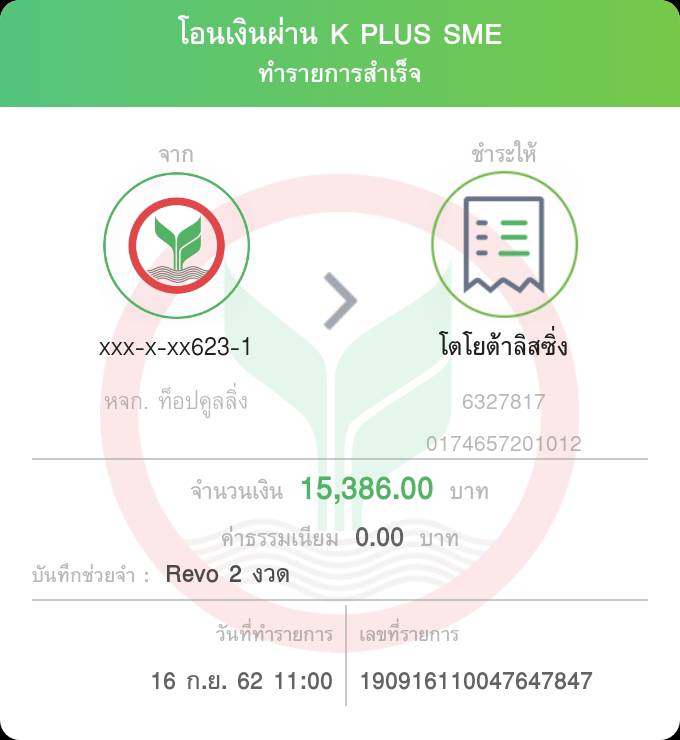 โอนเงินผ่าน K PLUS SME
ทำรายการสำเร็จ
จาก
ชำระให้
xxx-x-xx623-1
โตโยต้าลิสซิ่ง
หจก. ท็อปคูลลิ่ง
6327817
0174657201012
จำนวนเงิน 15,386.00 บาท
ค่าธรรมเนียม 0.00 บาท
บันทึกช่วยจำ : Revo 2 งวด
วันที่ทำรายการ
เลขที่รายการ
16 ก.ย. 62 11:00
190916110047647847